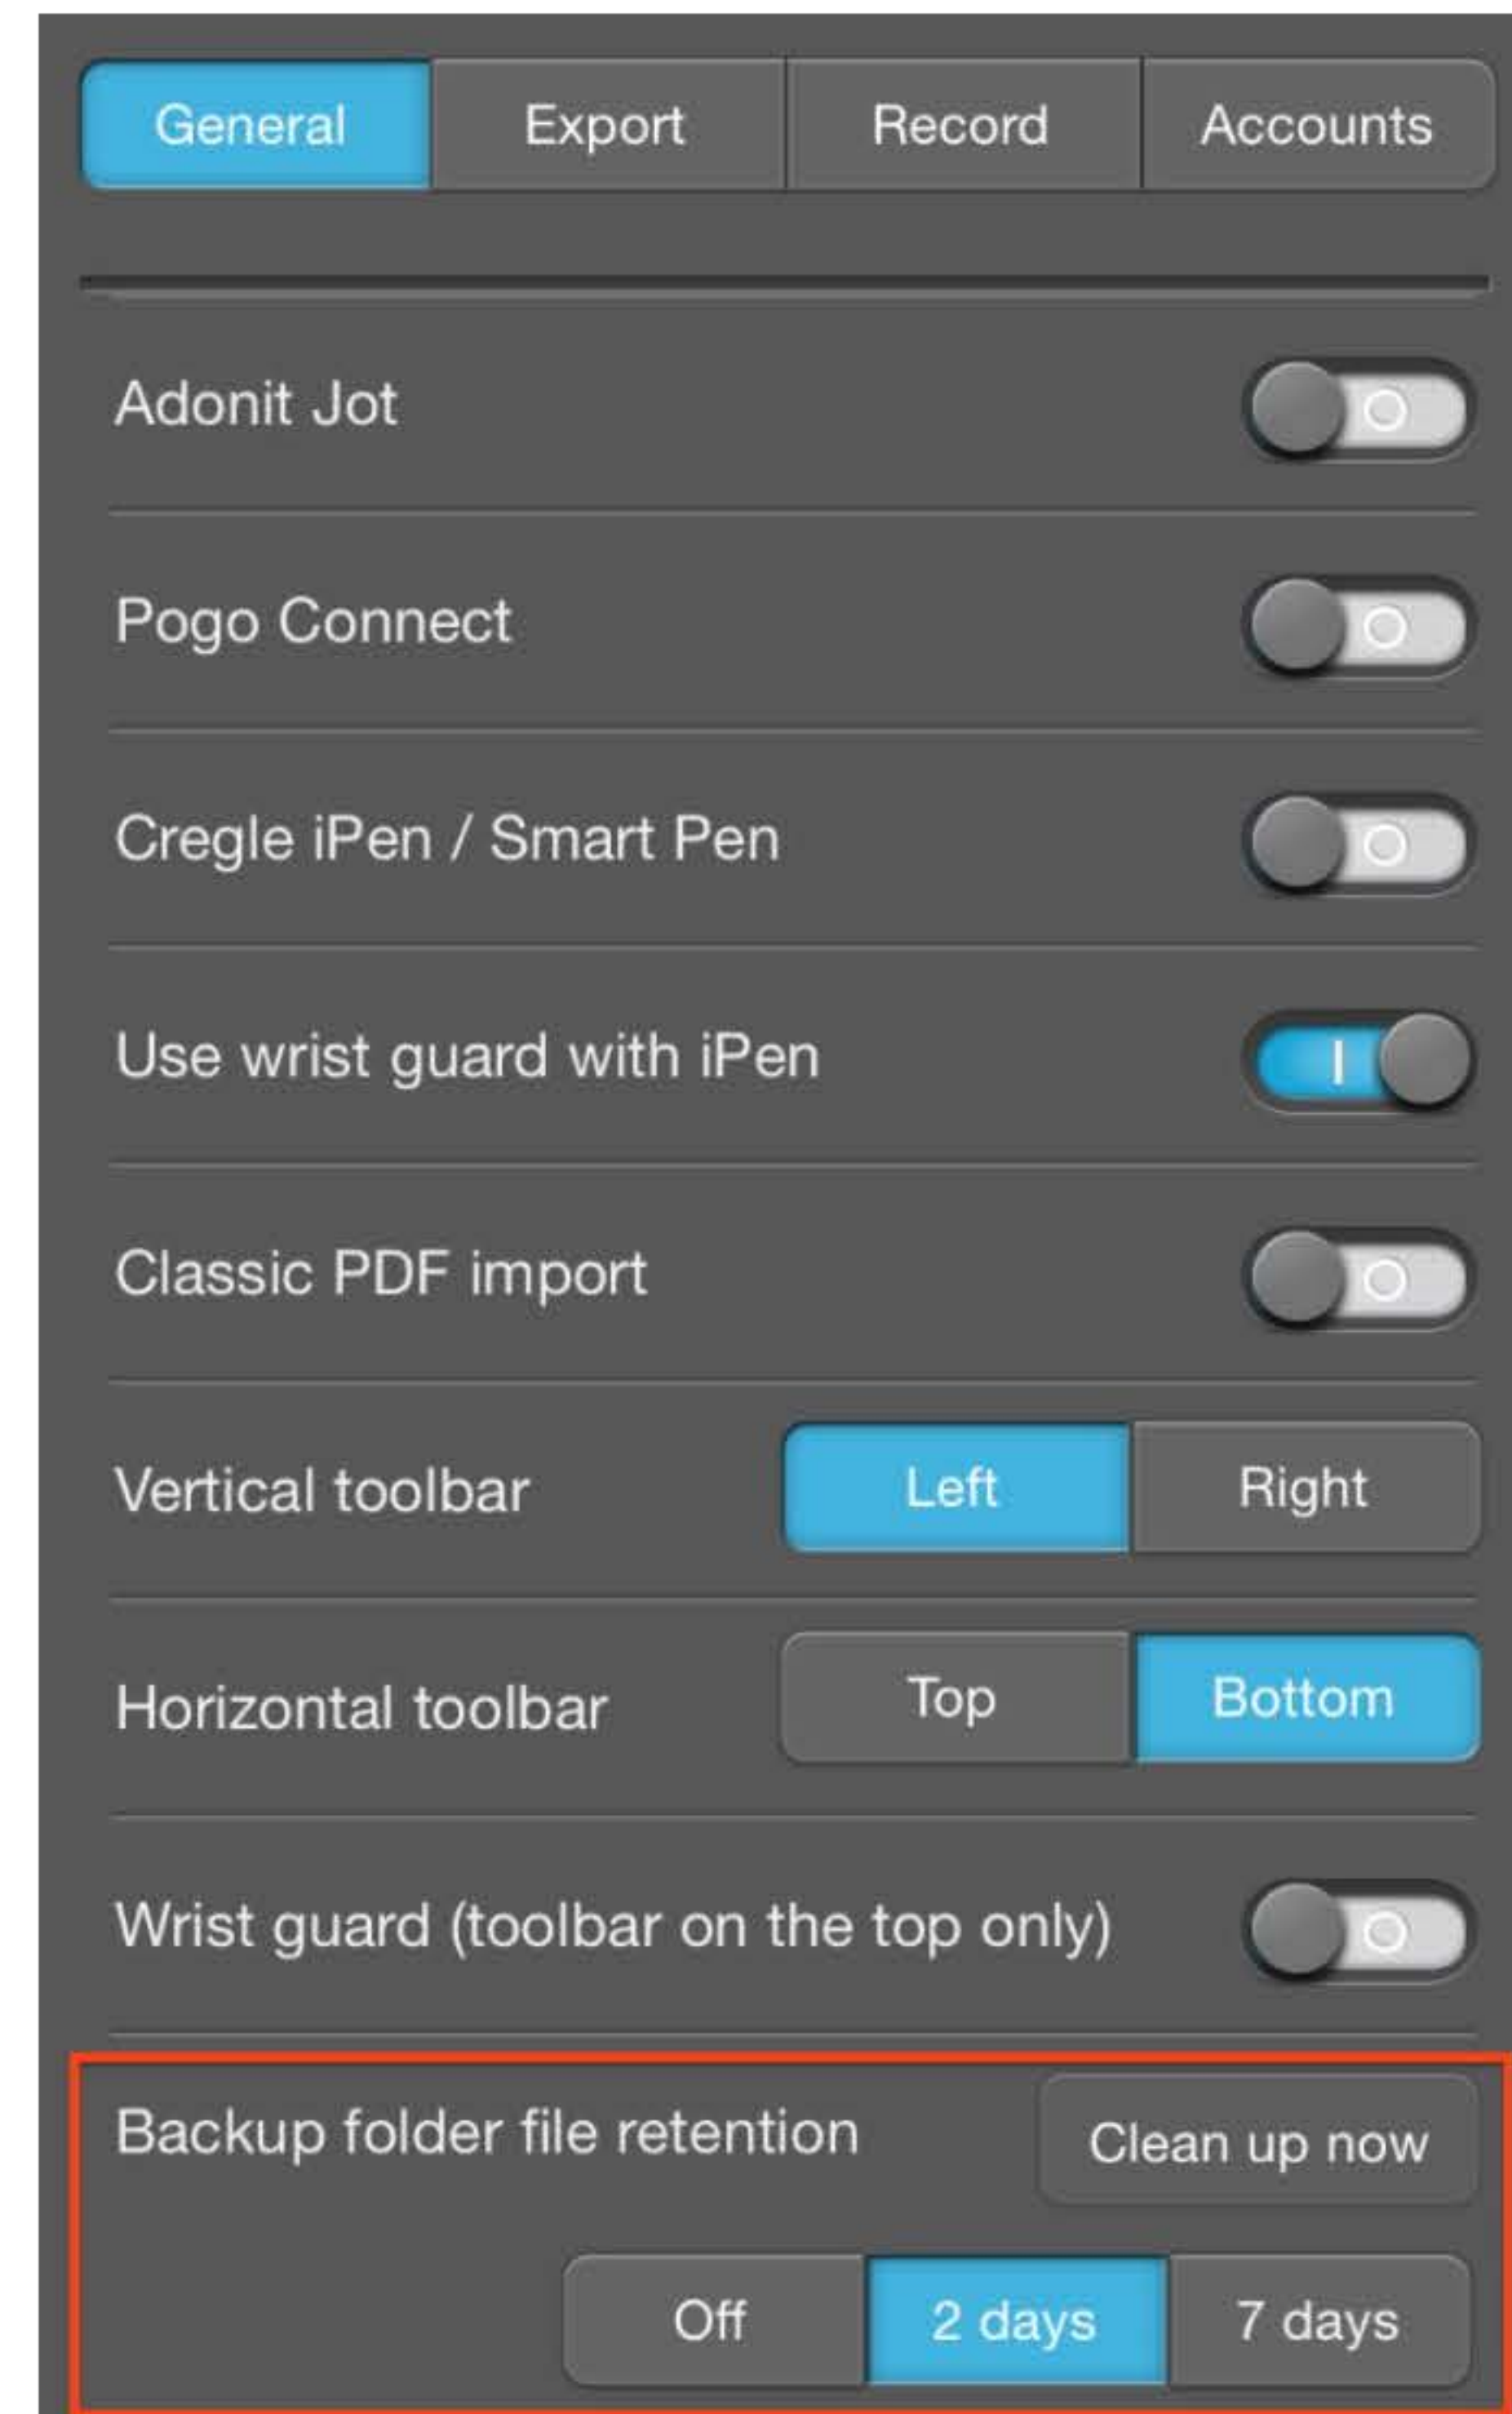 General Export Record Accounts
Adonit Jot
Pogo Connect
Cregle iPen / Smart Pen
Use wrist guard with iPen
Classic PDF import
Vertical toolbar Left Right
Horizontal toolbar Top Bottom
Wrist guard (toolbar on the top only)
Backup folder file retention Clean up now
Off 2 days 7 days